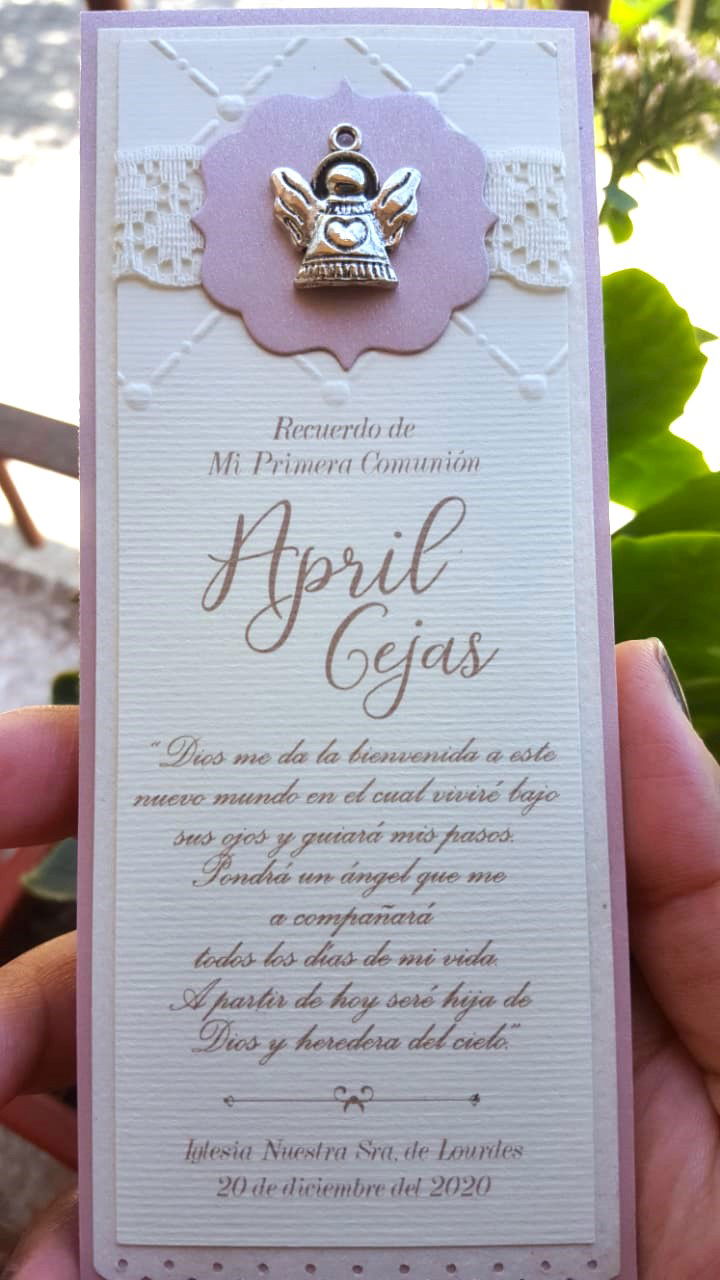 Recuerdo de
Mi Primera Comunión
April
Cejas
“Dios me da la bienvenida a este
nuevo mundo en el cual viviré bajo
sus ojos y guiará mis pasos.
Pondrá un ángel que me
a compañará
todos los días de mi vida.
A partir de hoy seré hija de
Dios y heredera del cielo.”
Iglesia Nuestra Sra. de Lourdes
20 de diciembre del 2020